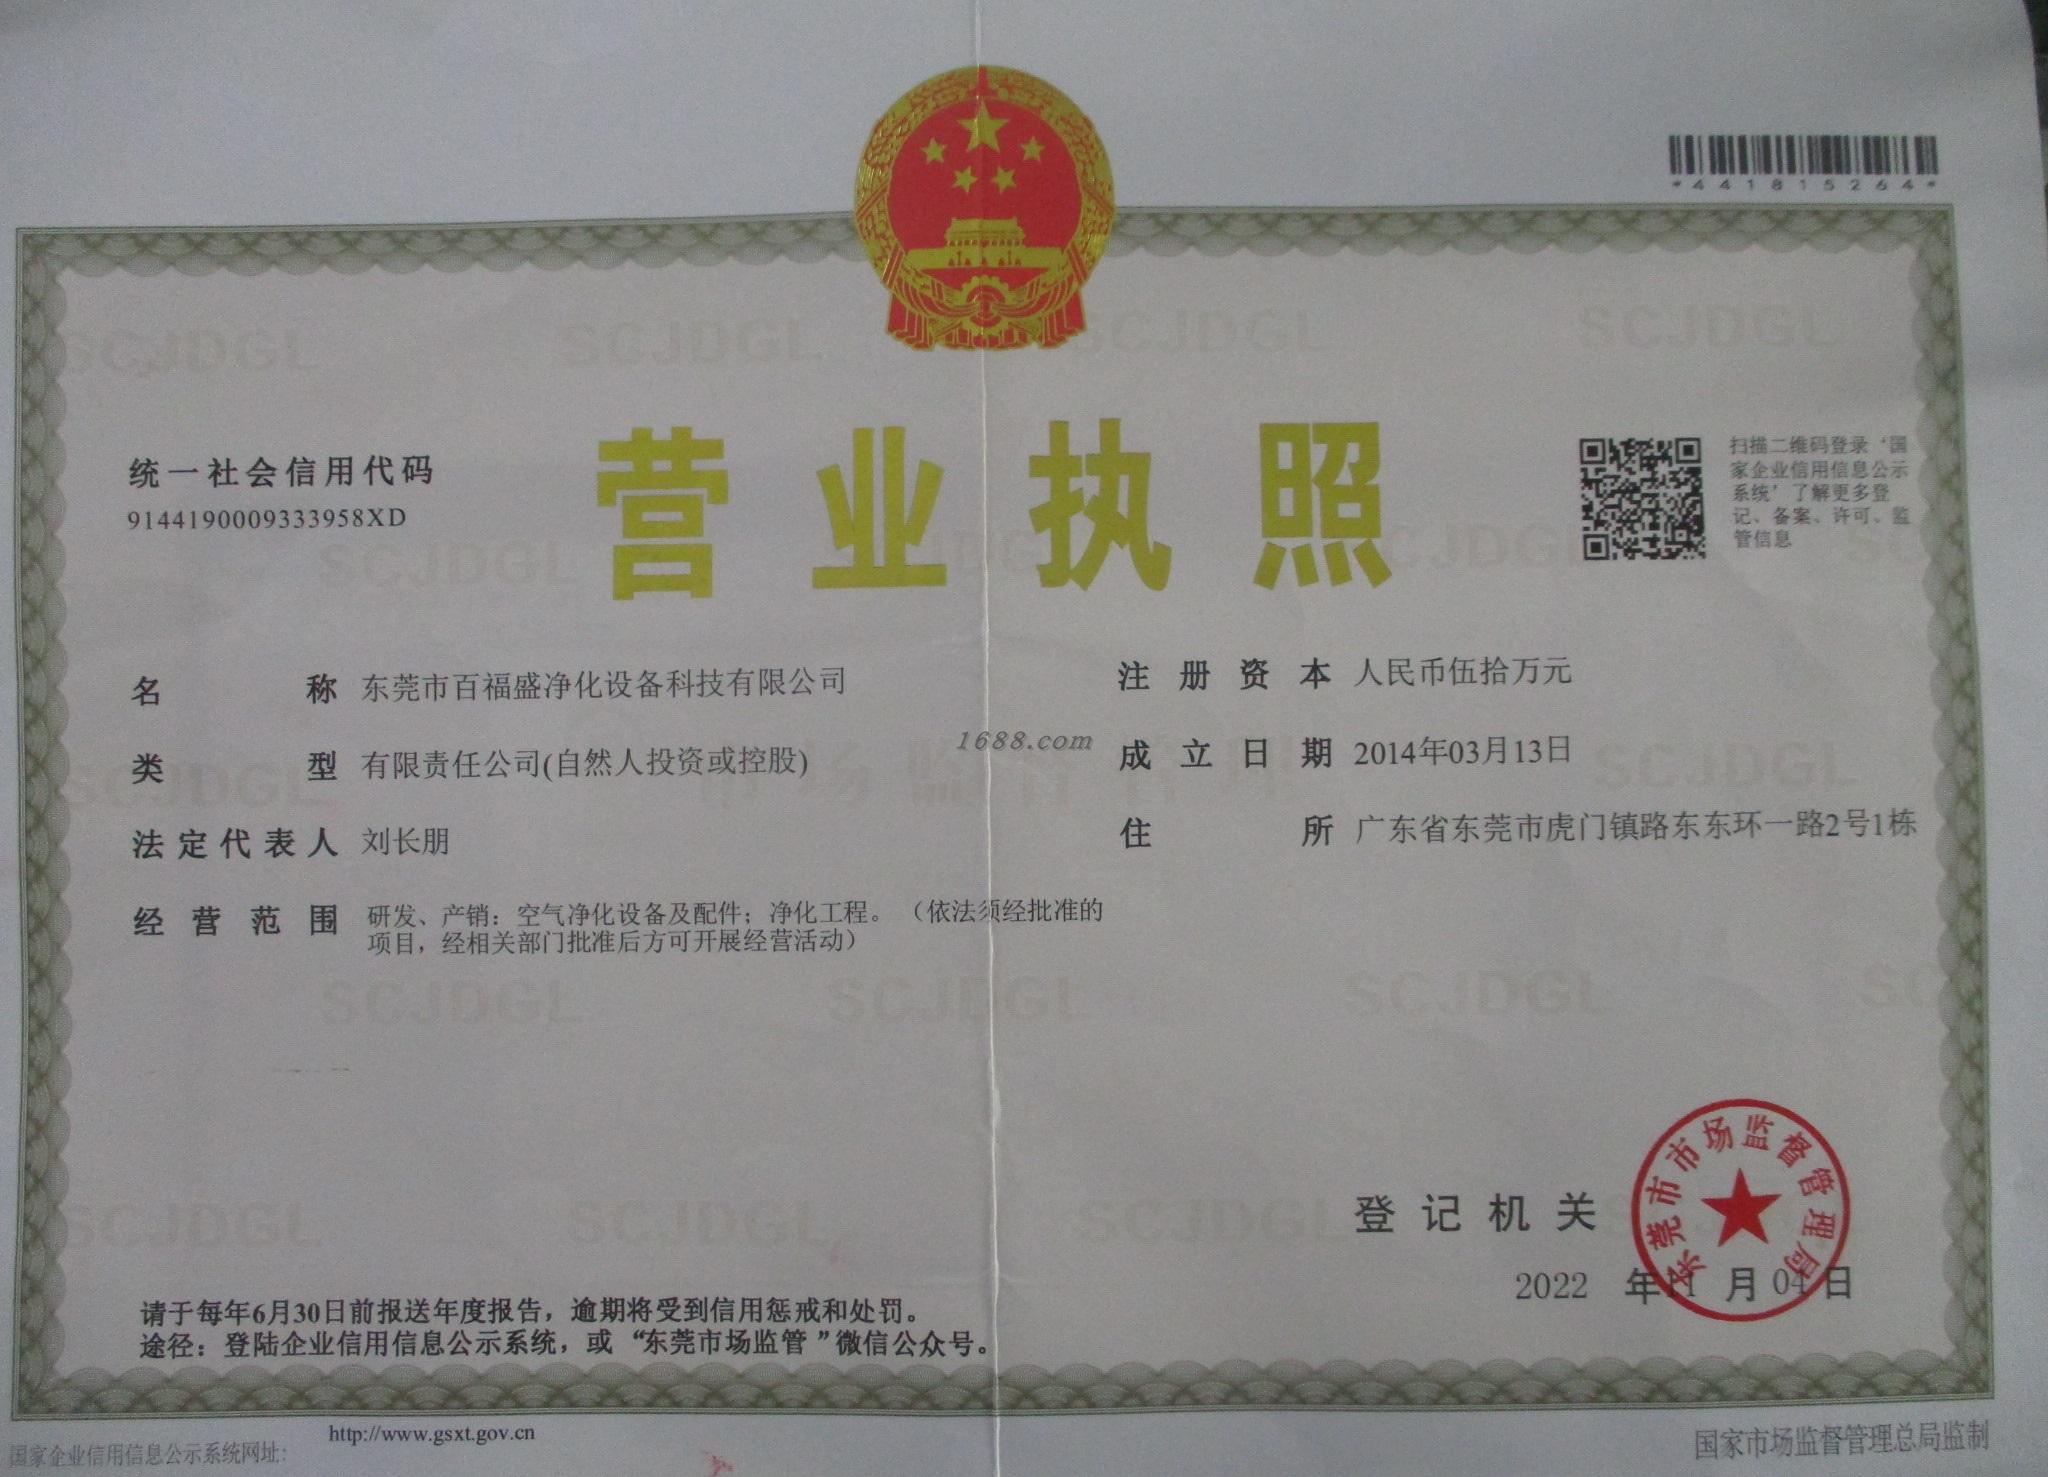 *441815264*
营业执照
统一社会信用代码
9144190009333958XD
扫描二维码登录‘国
家企业信用信息公示
系统’了解更多登
记、备案、许可、监
管信息
名称 东莞市百福盛净化设备科技有限公司
类型 有限责任公司(自然人投资或控股)
法定代表人 刘长朋
经营范围 研发、产销：空气净化设备及配件；净化工程。（依法须经批准的
项目，经相关部门批准后方可开展经营活动）
注册资本 人民币伍拾万元
成立日期 2014年03月13日
住所 广东省东莞市虎门镇路东东环一路2号1栋
1688.com
登记机关
东莞市市场监督管理局
2022 年11月04日
请于每年6月30日前报送年度报告，逾期将受到信用惩戒和处罚。
途径：登陆企业信用信息公示系统，或“东莞市场监管”微信公众号。
国家企业信用信息公示系统网址：
http://www.gsxt.gov.cn
国家市场监督管理总局监制
SCJDGL